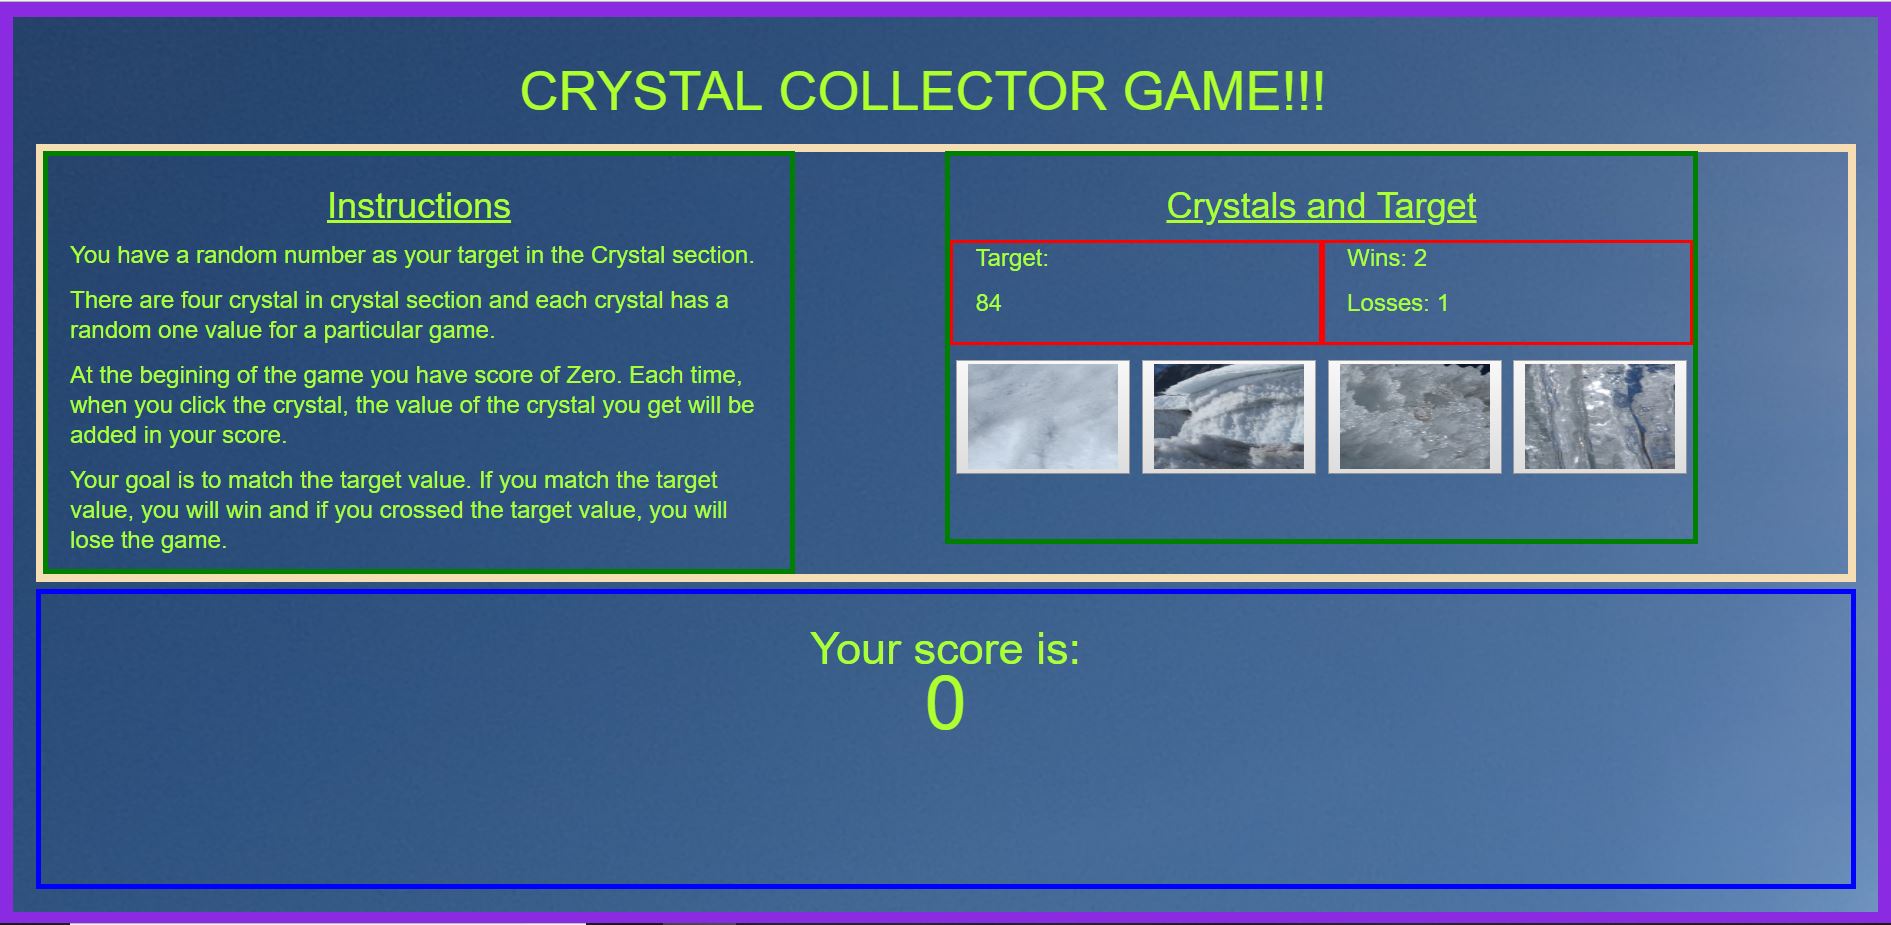 CRYSTAL COLLECTOR GAME!!!
Instructions
You have a random number as your target in the Crystal section.
There are four crystal in crystal section and each crystal has a
random one value for a particular game.
At the begining of the game you have score of Zero. Each time,
when you click the crystal, the value of the crystal you get will be
added in your score.
Your goal is to match the target value. If you match the target
value, you will win and if you crossed the target value, you will
lose the game.
Crystals and Target
Target:
84
Wins: 2
Losses: 1
Your score is:
0